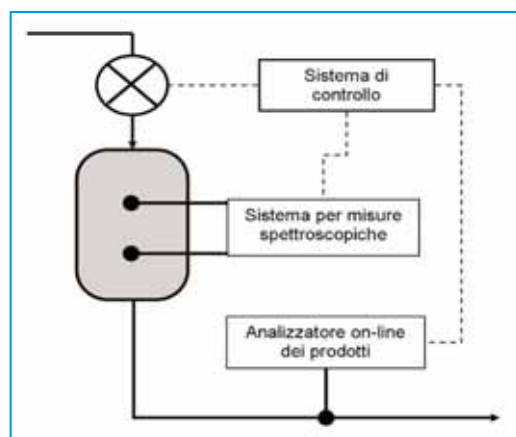 Sistema di
controllo
Sistema per misure
spettroscopiche
Analizzatore on-line
dei prodotti